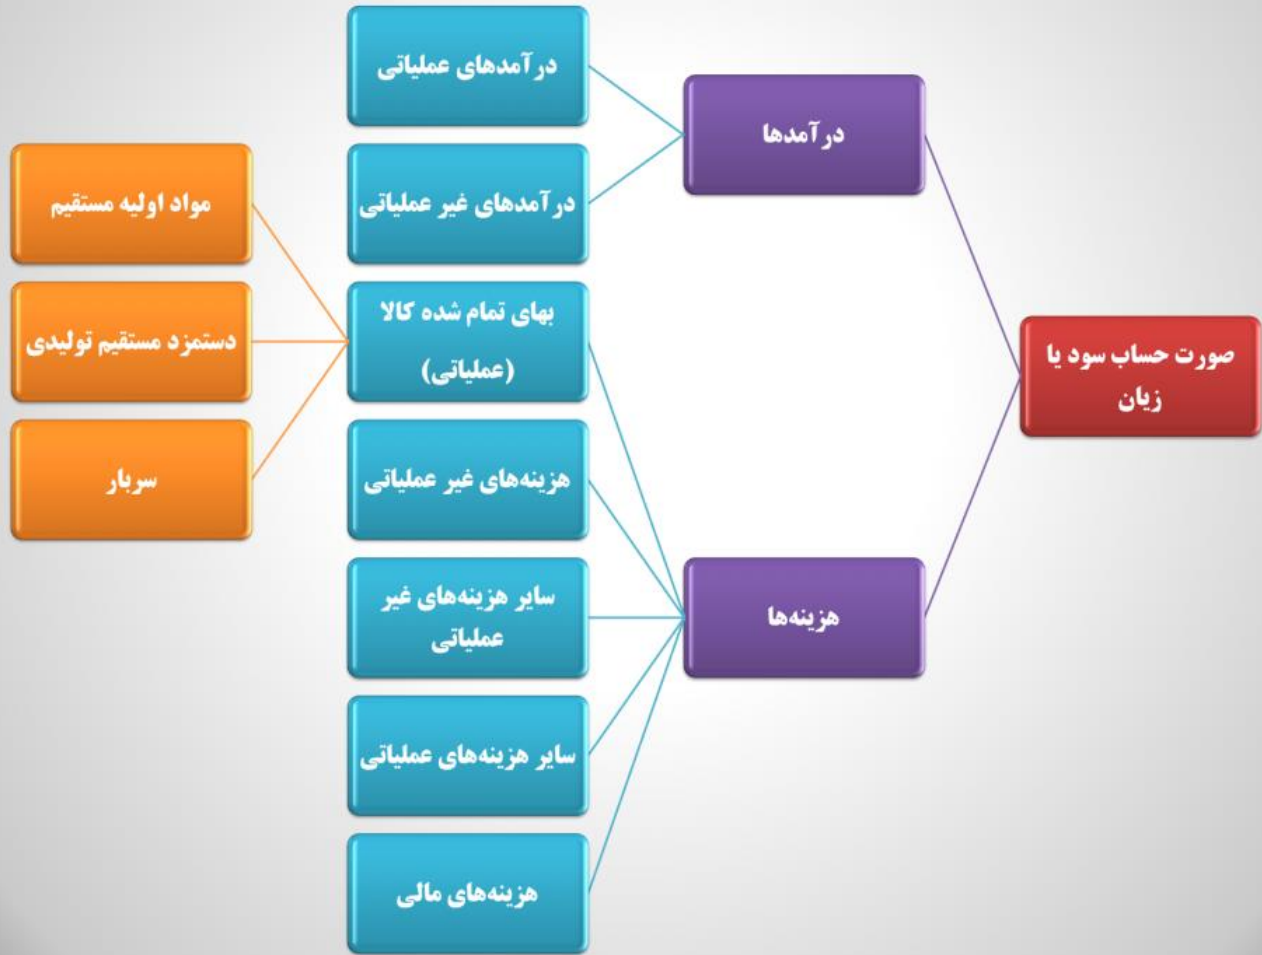 صورت حساب سود یا
زیان
درآمدها
هزینه‌ها
درآمدهای عملیاتی
درآمدهای غیر عملیاتی
بهای تمام شده کالا
(عملیاتی)
هزینه‌های غیر عملیاتی
سایر هزینه‌های غیر
عملیاتی
سایر هزینه‌های عملیاتی
هزینه‌های مالی
مواد اولیه مستقیم
دستمزد مستقیم تولیدی
سربار